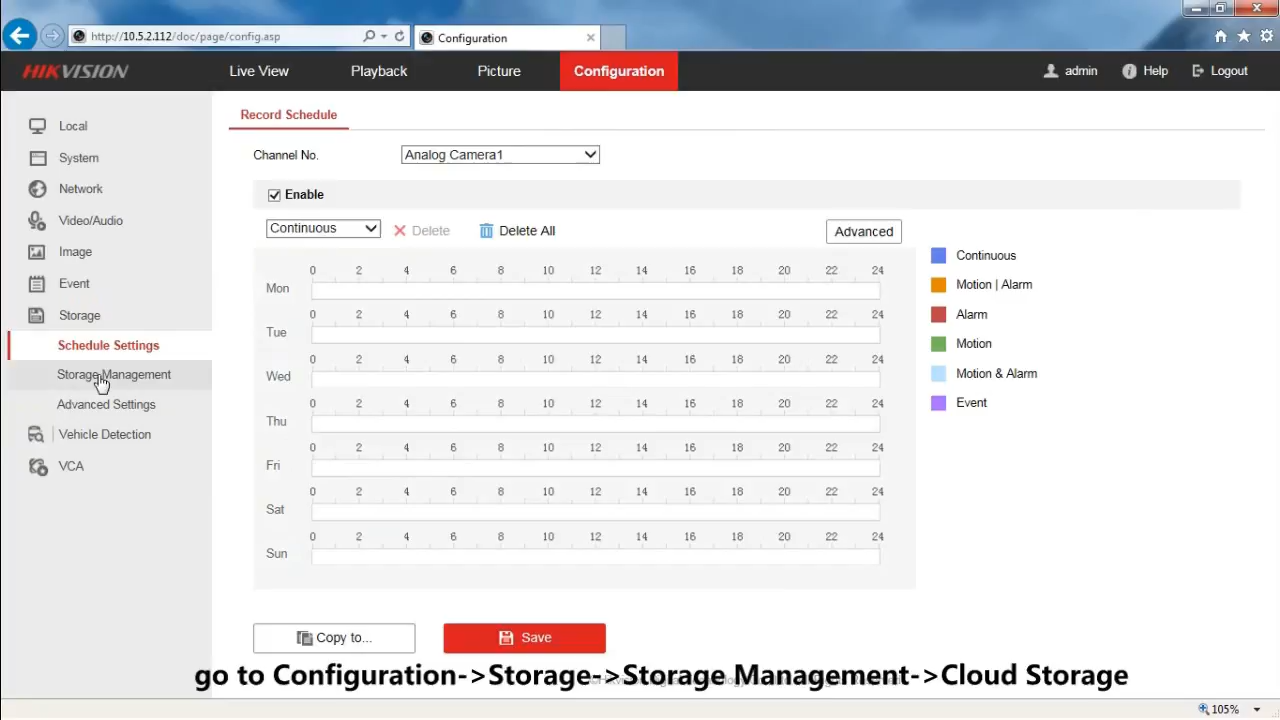 http://10.5.2.112/doc/page/config.asp
Configuration
HIKVISION
Live View
Playback
Picture
Configuration
admin
Help
Logout
Local
System
Network
Video/Audio
Image
Event
Storage
Schedule Settings
Storage Management
Advanced Settings
Vehicle Detection
VCA
Record Schedule
Channel No.
Analog Camera1
Enable
Continuous
Delete
Delete All
Advanced
0 2 4 6 8 10 12 14 16 18 20 22 24
Mon
0 2 4 6 8 10 12 14 16 18 20 22 24
Tue
0 2 4 6 8 10 12 14 16 18 20 22 24
Wed
0 2 4 6 8 10 12 14 16 18 20 22 24
Thu
0 2 4 6 8 10 12 14 16 18 20 22 24
Fri
0 2 4 6 8 10 12 14 16 18 20 22 24
Sat
0 2 4 6 8 10 12 14 16 18 20 22 24
Sun
Continuous
Motion | Alarm
Alarm
Motion
Motion & Alarm
Event
Copy to...
Save
go to Configuration->Storage->Storage Management->Cloud Storage
105%